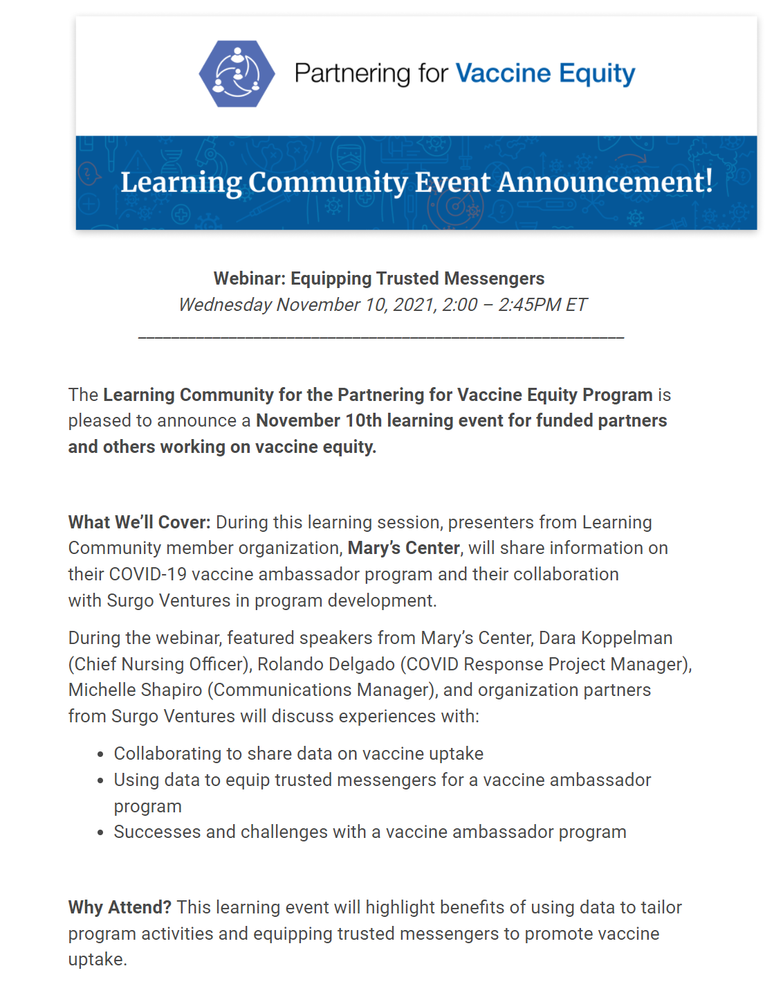 Partnering for Vaccine Equity
Learning Community Event Announcement!
Webinar: Equipping Trusted Messengers
Wednesday November 10, 2021, 2:00 – 2:45PM ET
____________________________________________________________
The Learning Community for the Partnering for Vaccine Equity Program is
pleased to announce a November 10th learning event for funded partners
and others working on vaccine equity.
What We’ll Cover: During this learning session, presenters from Learning
Community member organization, Mary’s Center, will share information on
their COVID-19 vaccine ambassador program and their collaboration
with Surgo Ventures in program development.
During the webinar, featured speakers from Mary’s Center, Dara Koppelman
(Chief Nursing Officer), Rolando Delgado (COVID Response Project Manager),
Michelle Shapiro (Communications Manager), and organization partners
from Surgo Ventures will discuss experiences with:
• Collaborating to share data on vaccine uptake
• Using data to equip trusted messengers for a vaccine ambassador
program
• Successes and challenges with a vaccine ambassador program
Why Attend? This learning event will highlight benefits of using data to tailor
program activities and equipping trusted messengers to promote vaccine
uptake.